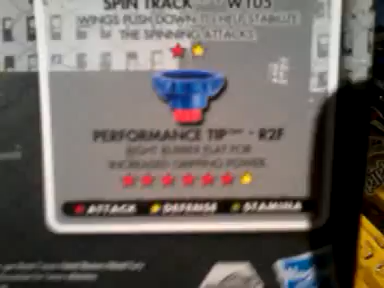 SPIN TRACK W105
WINGS PUSH DOWN TO HELP STABILIZE
THE SPINNING ATTACKS
PERFORMANCE TIP™ - R2F
RIGHT RUBBER FLAT FOR
INCREASED GRIPPING POWER
ATTACK DEFENSE STAMINA